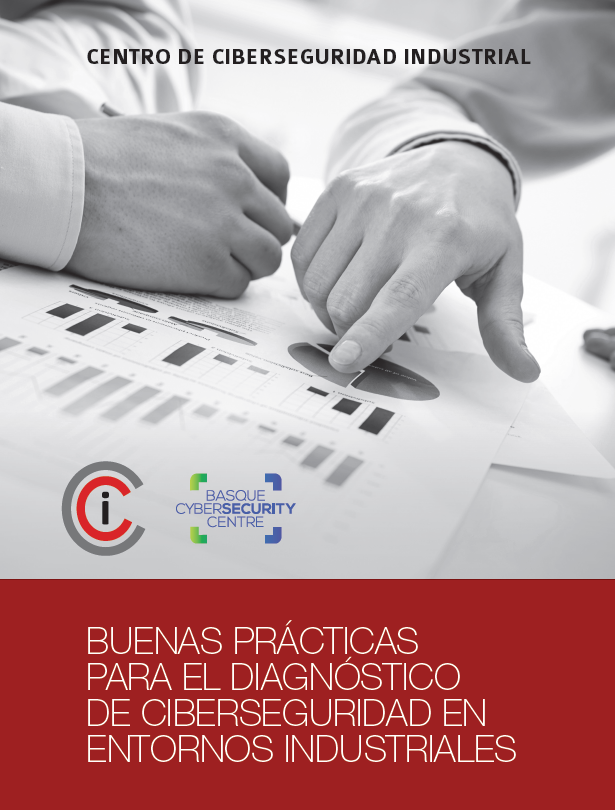 CENTRO DE CIBERSEGURIDAD INDUSTRIAL
i
BASQUE
CYBERSECURITY
CENTRE
BUENAS PRÁCTICAS
PARA EL DIAGNÓSTICO
DE CIBERSEGURIDAD EN
ENTORNOS INDUSTRIALES